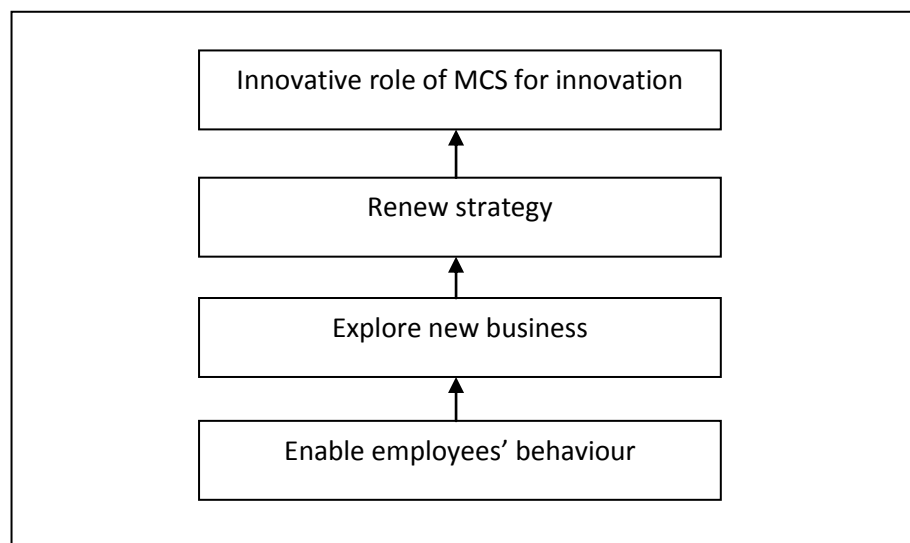 Innovative role of MCS for innovation
Renew strategy
Explore new business
Enable employees’ behaviour